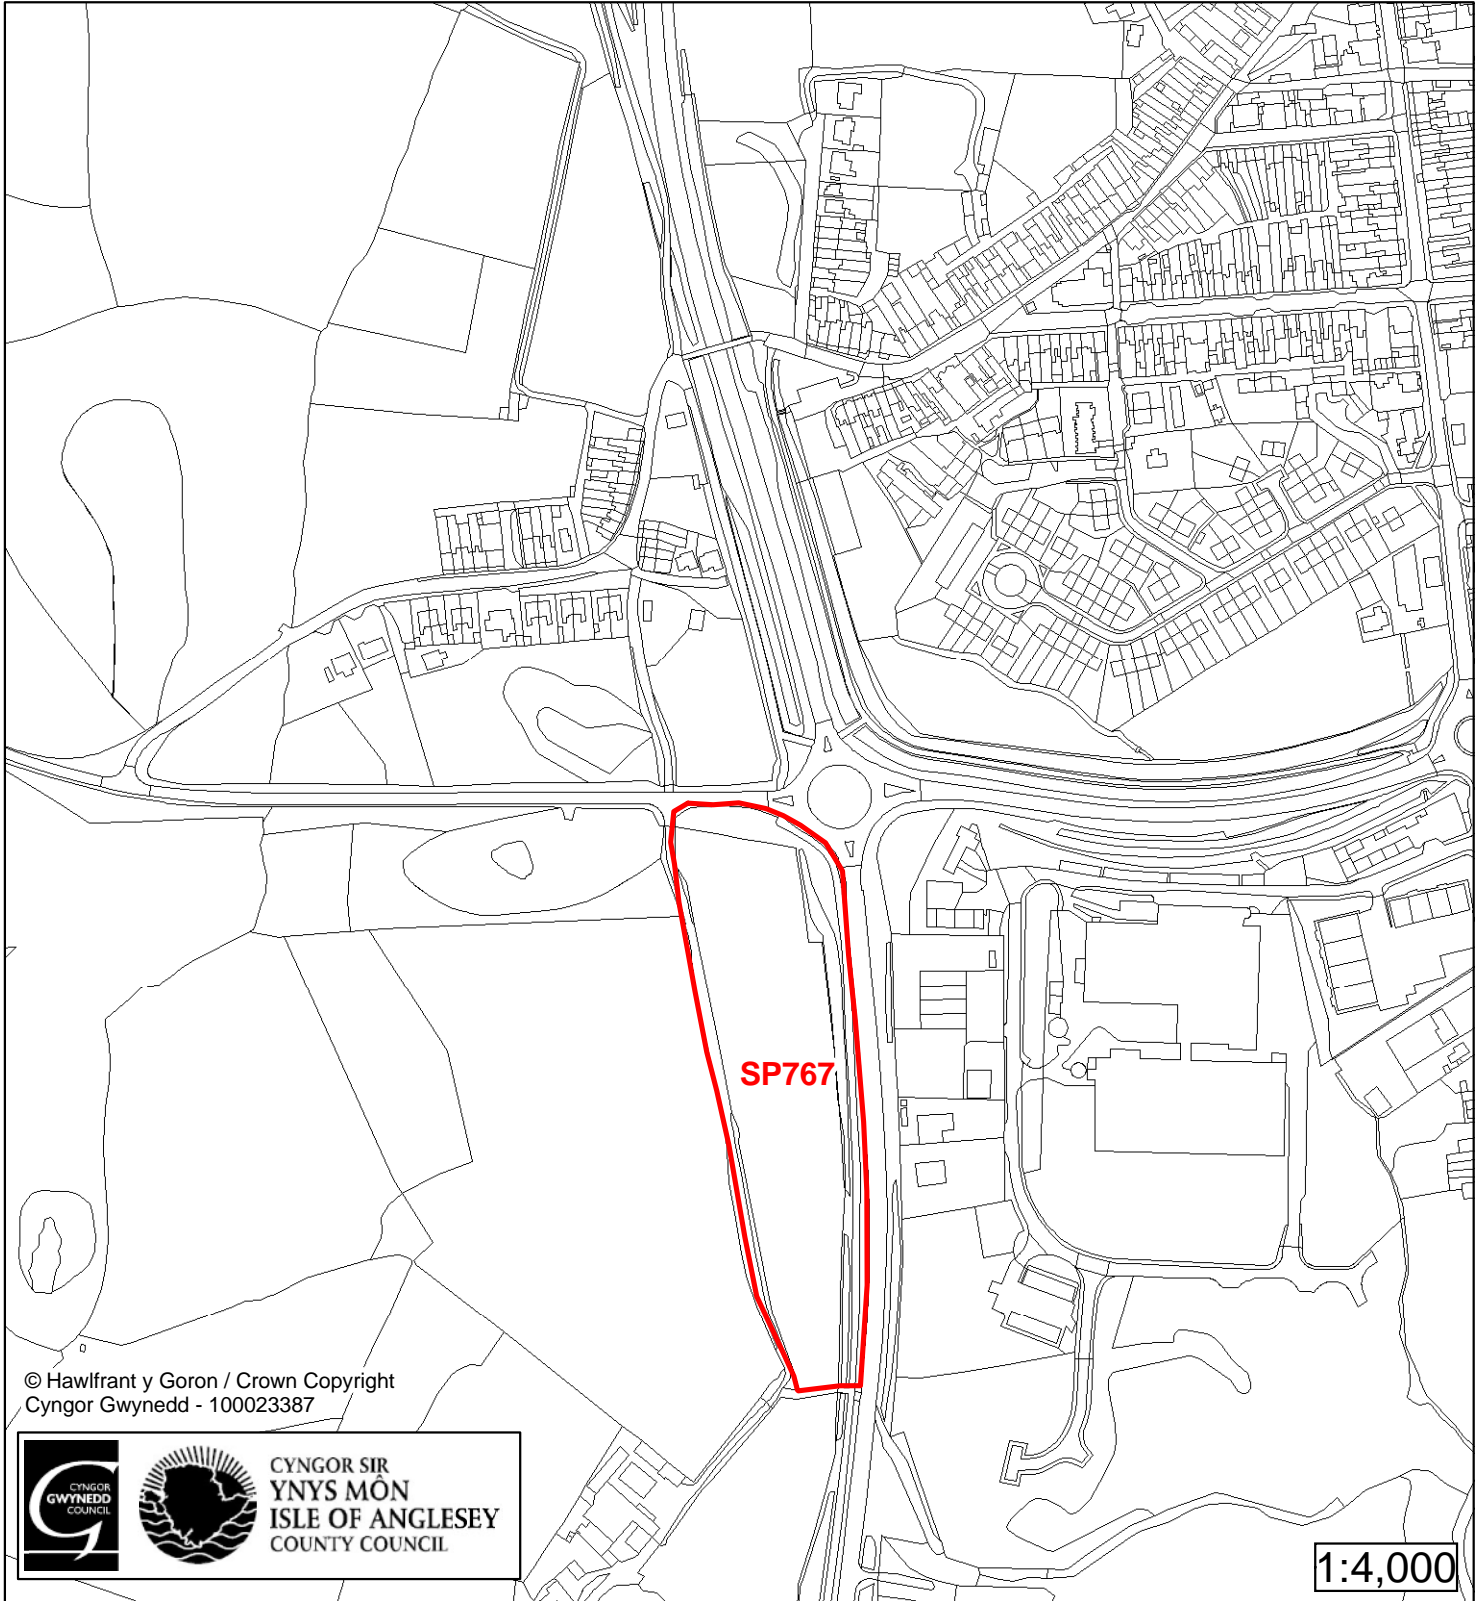 SP767
© Hawlfrant y Goron / Crown Copyright
Cyngor Gwynedd - 100023387
CYNGOR
GWYNEDD
COUNCIL
CYNGOR SIR
YNYS MÔN
ISLE OF ANGLESEY
COUNTY COUNCIL
1:4,000